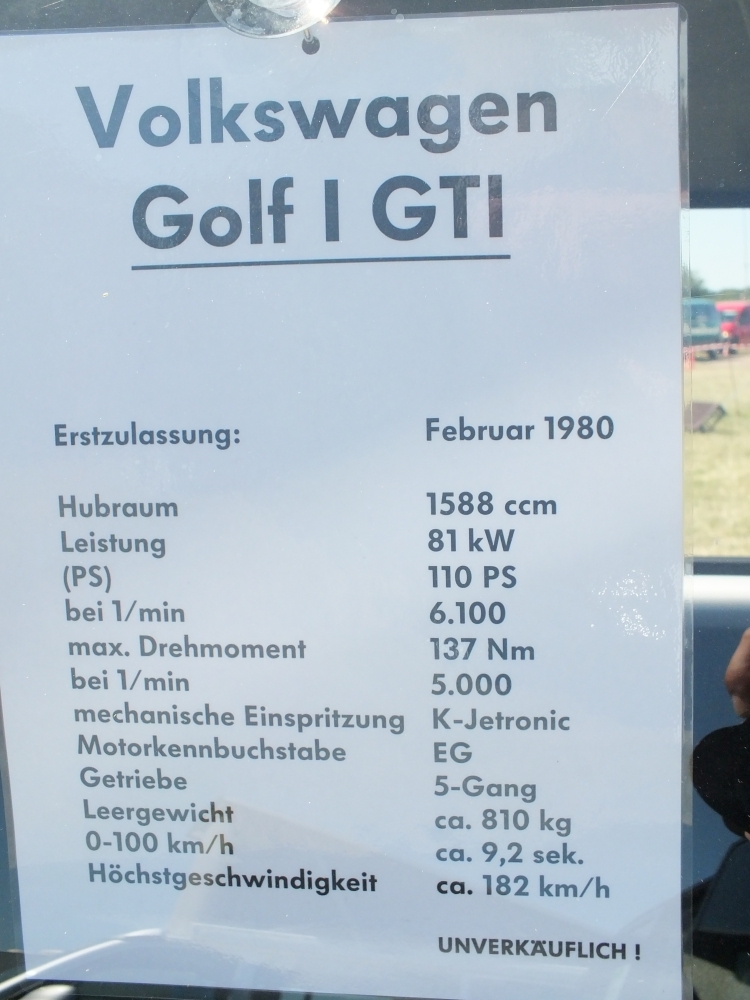 Volkswagen
Golf I GTI
Erstzulassung: Februar 1980
Hubraum 1588 ccm
Leistung 81 kW
(PS) 110 PS
bei 1/min 6.100
max. Drehmoment 137 Nm
bei 1/min 5.000
mechanische Einspritzung K-Jetronic
Motorkennbuchstabe EG
Getriebe 5-Gang
Leergewicht ca. 810 kg
0-100 km/h ca. 9,2 sek.
Höchstgeschwindigkeit ca. 182 km/h
UNVERKÄUFLICH !